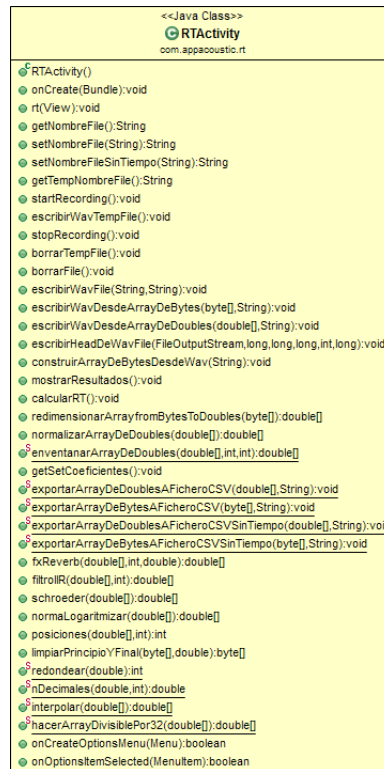 <<Java Class>>
RTActivity
com.appacoustic.rt
RTActivity()
onCreate(Bundle):void
rt(View):void
getNombreFile():String
setNombreFile(String):String
setNombreFileSinTiempo(String):String
getTempNombreFile():String
startRecording():void
escribirWavTempFile():void
stopRecording():void
borrarTempFile():void
borrarFile():void
escribirWavFile(String,String):void
escribirWavDesdeArrayDeBytes(byte[],String):void
escribirWavDesdeArrayDeDoubles(double[],String):void
escribirHeadDeWavFile(FileOutputStream,long,long,long,int,long):void
construirArrayDeBytesDesdeWav(String):void
mostrarResultados():void
calcularRT():void
redimensionarArrayfromBytesToDoubles(byte[]):double[]
normalizarArrayDeDoubles(double[]):double[]
enventanarArrayDeDoubles(double[],int,int):double[]
getSetCoeficientes():void
exportarArrayDeDoublesAFicheroCSV(double[],String):void
exportarArrayDeBytesAFicheroCSV(byte[],String):void
exportarArrayDeDoublesAFicheroCSVSinTiempo(double[],String):voi
exportarArrayDeBytesAFicheroCSVSinTiempo(byte[],String):void
fxReverb(double[],int,double):double[]
filtroIIR(double[],int):double[]
schroeder(double[]):double[]
normaLogaritmizar(double[]):double[]
posiciones(double[],int):int
limpiarPrincipioYFinal(byte[],double):byte[]
redondear(double):int
nDecimales(double,int):double
interpolar(double[]):double[]
hacerArrayDivisiblePor32(double[]):double[]
onCreateOptionsMenu(Menu):boolean
onOptionsItemSelected(MenuItem):boolean